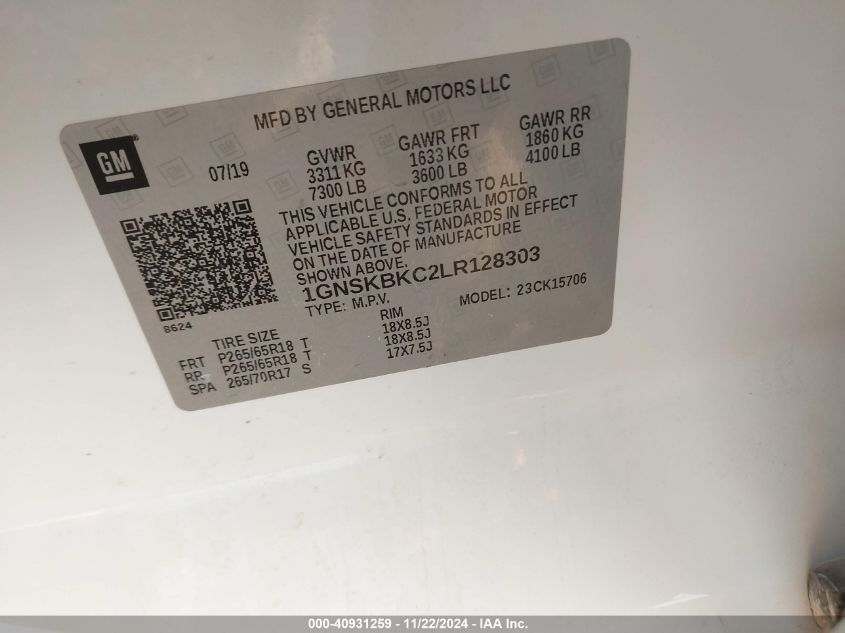 MFD BY GENERAL MOTORS LLC
GM
07/19 GVWR GAWR FRT GAWR RR
3311 KG 1633 KG 1860 KG
7300 LB 3600 LB 4100 LB
THIS VEHICLE CONFORMS TO ALL
APPLICABLE U.S. FEDERAL MOTOR
VEHICLE SAFETY STANDARDS IN EFFECT
ON THE DATE OF MANUFACTURE
SHOWN ABOVE.
1GNSKBKC2LR128303
TYPE: M.P.V. MODEL: 23CK15706
8624
TIRE SIZE RIM
FRT P265/65R18 T 18X8.5J
RR P265/65R18 T 18X8.5J
SPA 265/70R17 S 17X7.5J
000-40931259 - 11/22/2024 - IAA Inc.